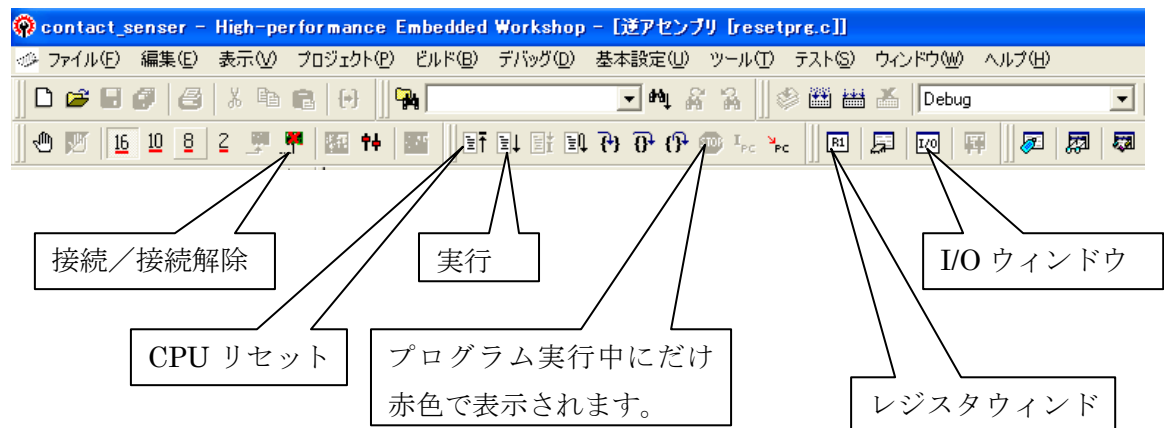 contact_senser - High-performance Embedded Workshop - [逆アセンブリ [resetprg.c]]
ファイル(F) 編集(E) 表示(V) プロジェクト(P) ビルド(B) デバッグ(D) 基本設定(U) ツール(T) テスト(S) ウィンドウ(W) ヘルプ(H)
Debug
16 10 8 2 STOP I PC PC R1 I/O
接続/接続解除
実行
I/O ウィンドウ
CPU リセット
プログラム実行中にだけ
赤色で表示されます。
レジスタウィンド